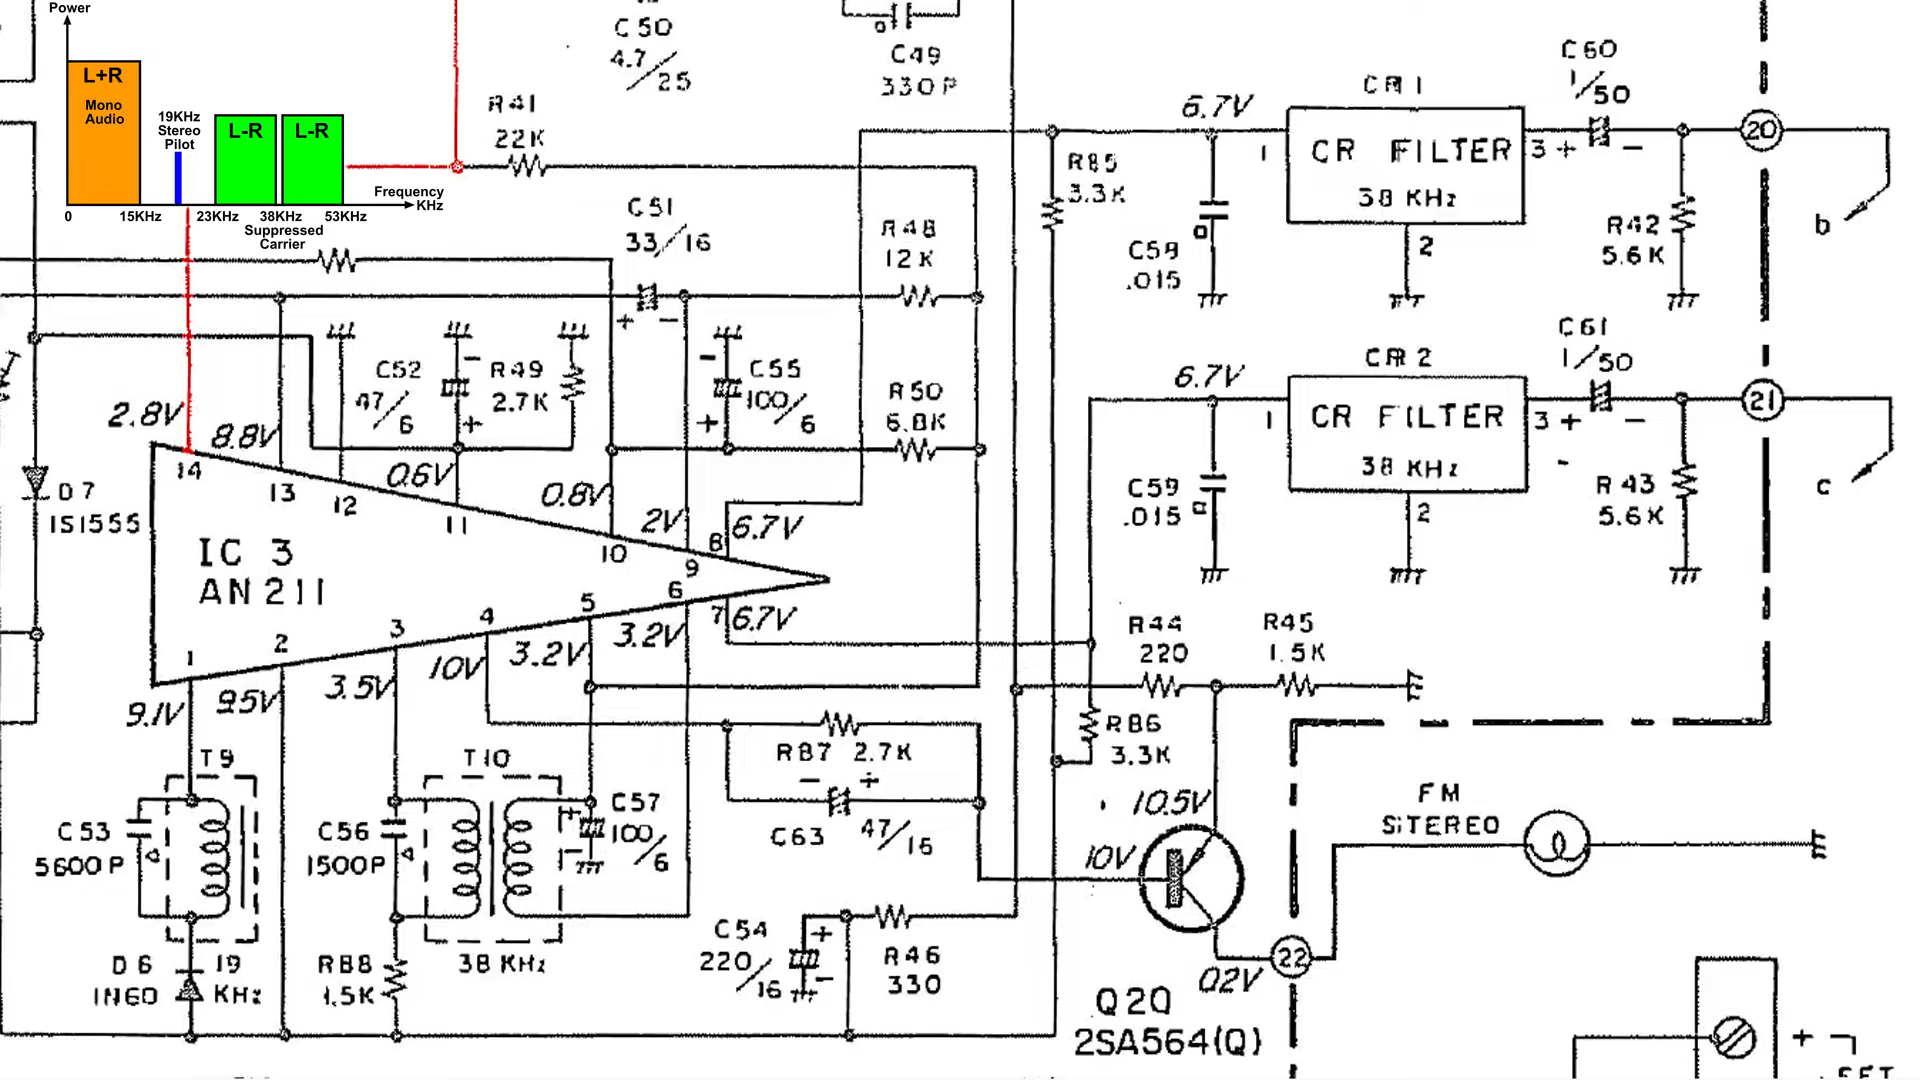 Power
L+R
Mono
Audio
19KHz
Stereo
Pilot
L-R
L-R
Frequency
KHz
0
15KHz
23KHz
38KHz
53KHz
Suppressed
Carrier
C50
4.7/25
C49
330P
R41
22K
C51
33/16
+
−
R48
12K
C52
47/6
−
+
R49
2.7K
−
+
C55
100/6
R50
6.8K
2.8V
8.8V
0.6V
0.8V
2V
6.7V
14
13
12
11
10
9
8
D7
1S1555
IC 3
AN211
1
2
3
4
5
6
7
9.1V
9.5V
3.5V
10V
3.2V
3.2V
6.7V
T9
C53
5600P
D6
1N60
19
KHz
T10
C56
1500P
R88
1.5K
38 KHz
+
−
C57
100/6
R87 2.7K
−
+
C63
47/16
C54
220/16
+
−
R46
330
R85
3.3K
6.7V
C58
.015
1
CR1
CR FILTER
38 KHz
2
3
+
−
C60
1/50
20
R42
5.6K
b
6.7V
C59
.015
1
CR2
CR FILTER
38 KHz
2
3
+
−
C61
1/50
21
R43
5.6K
c
R44
220
R45
1.5K
R86
3.3K
10.5V
10V
02V
Q20
2SA564(Q)
22
FM
STEREO
+